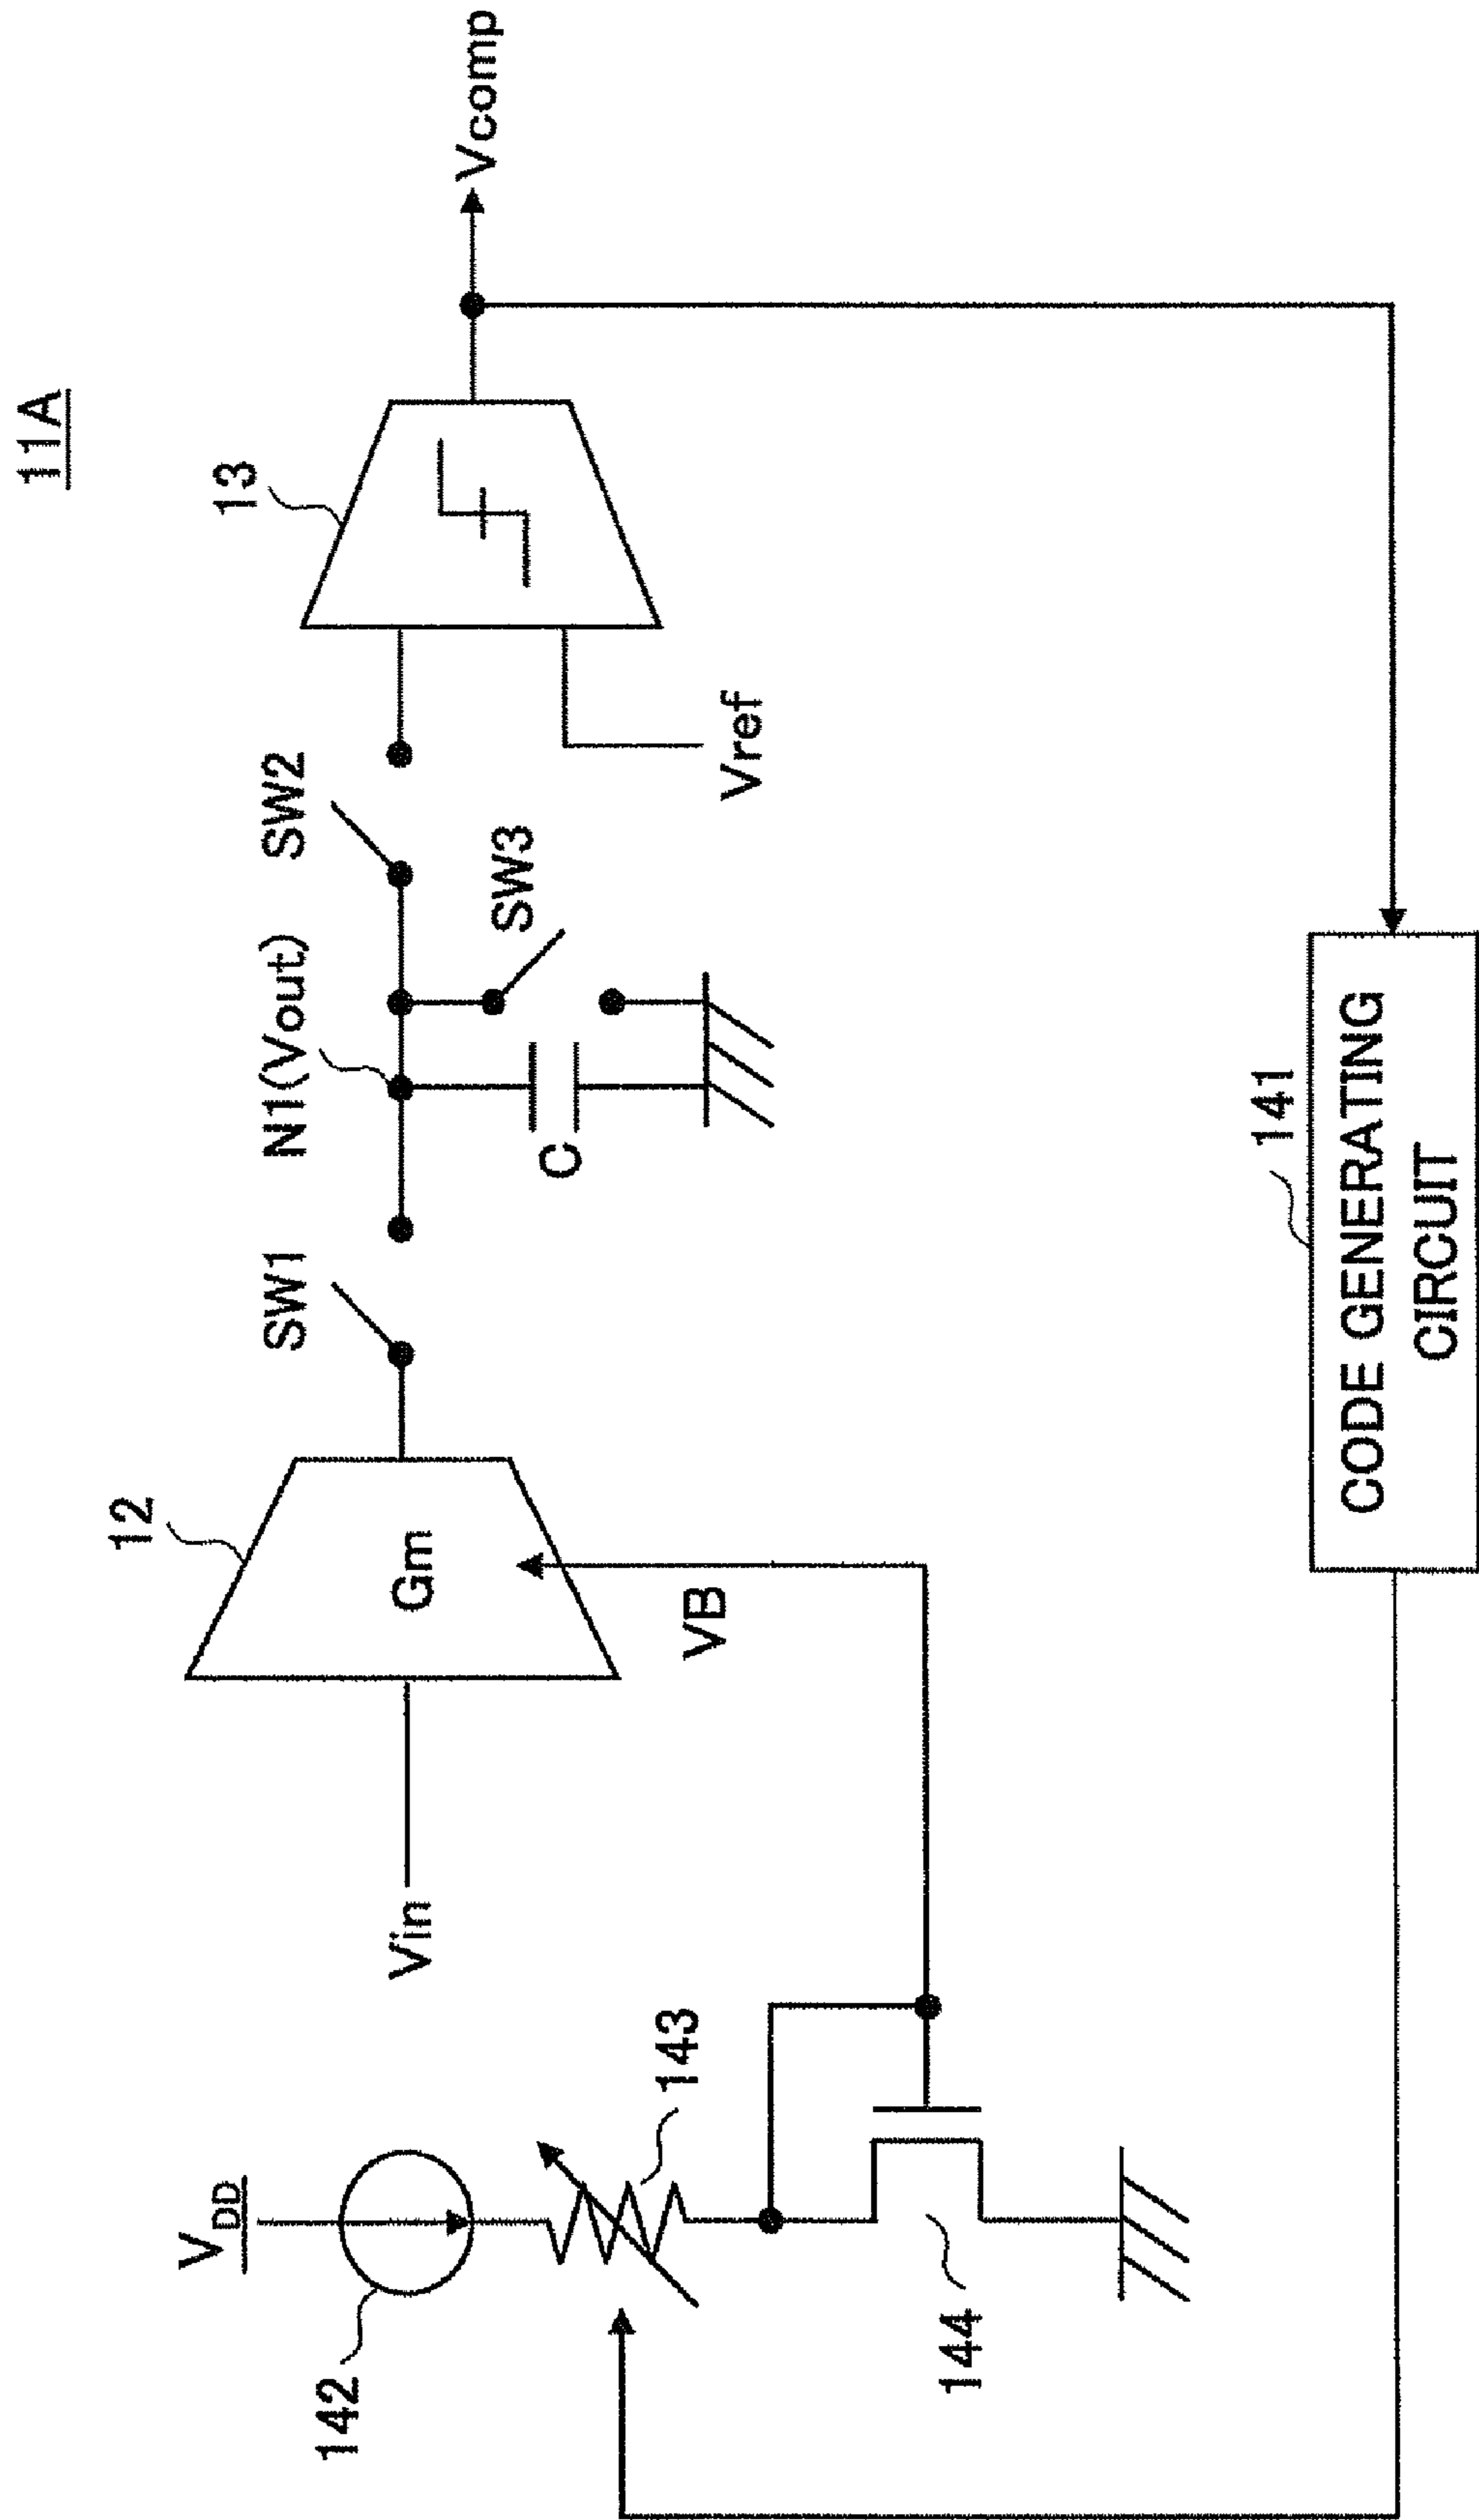 11A
12
13
SW1
N1(Vout)
SW2
SW3
C
Gm
Vin
VB
Vref
Vcomp
VDD
142
143
144
141
CODE GENERATING
CIRCUIT